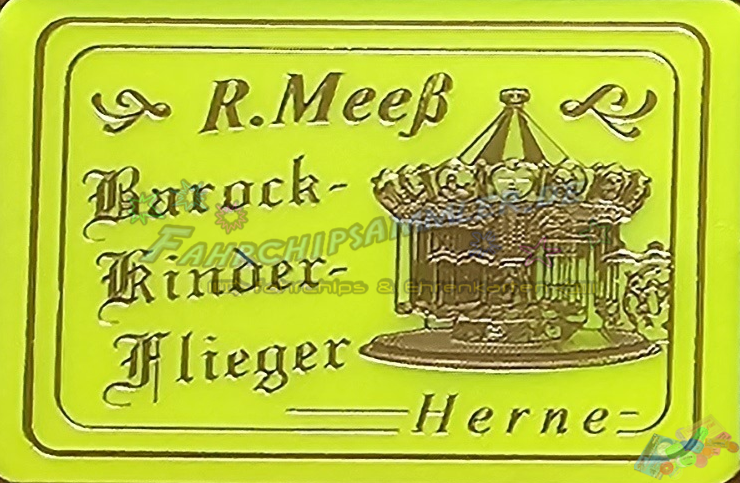 R.Meeß
Barock-
Kinder-
Flieger
Herne